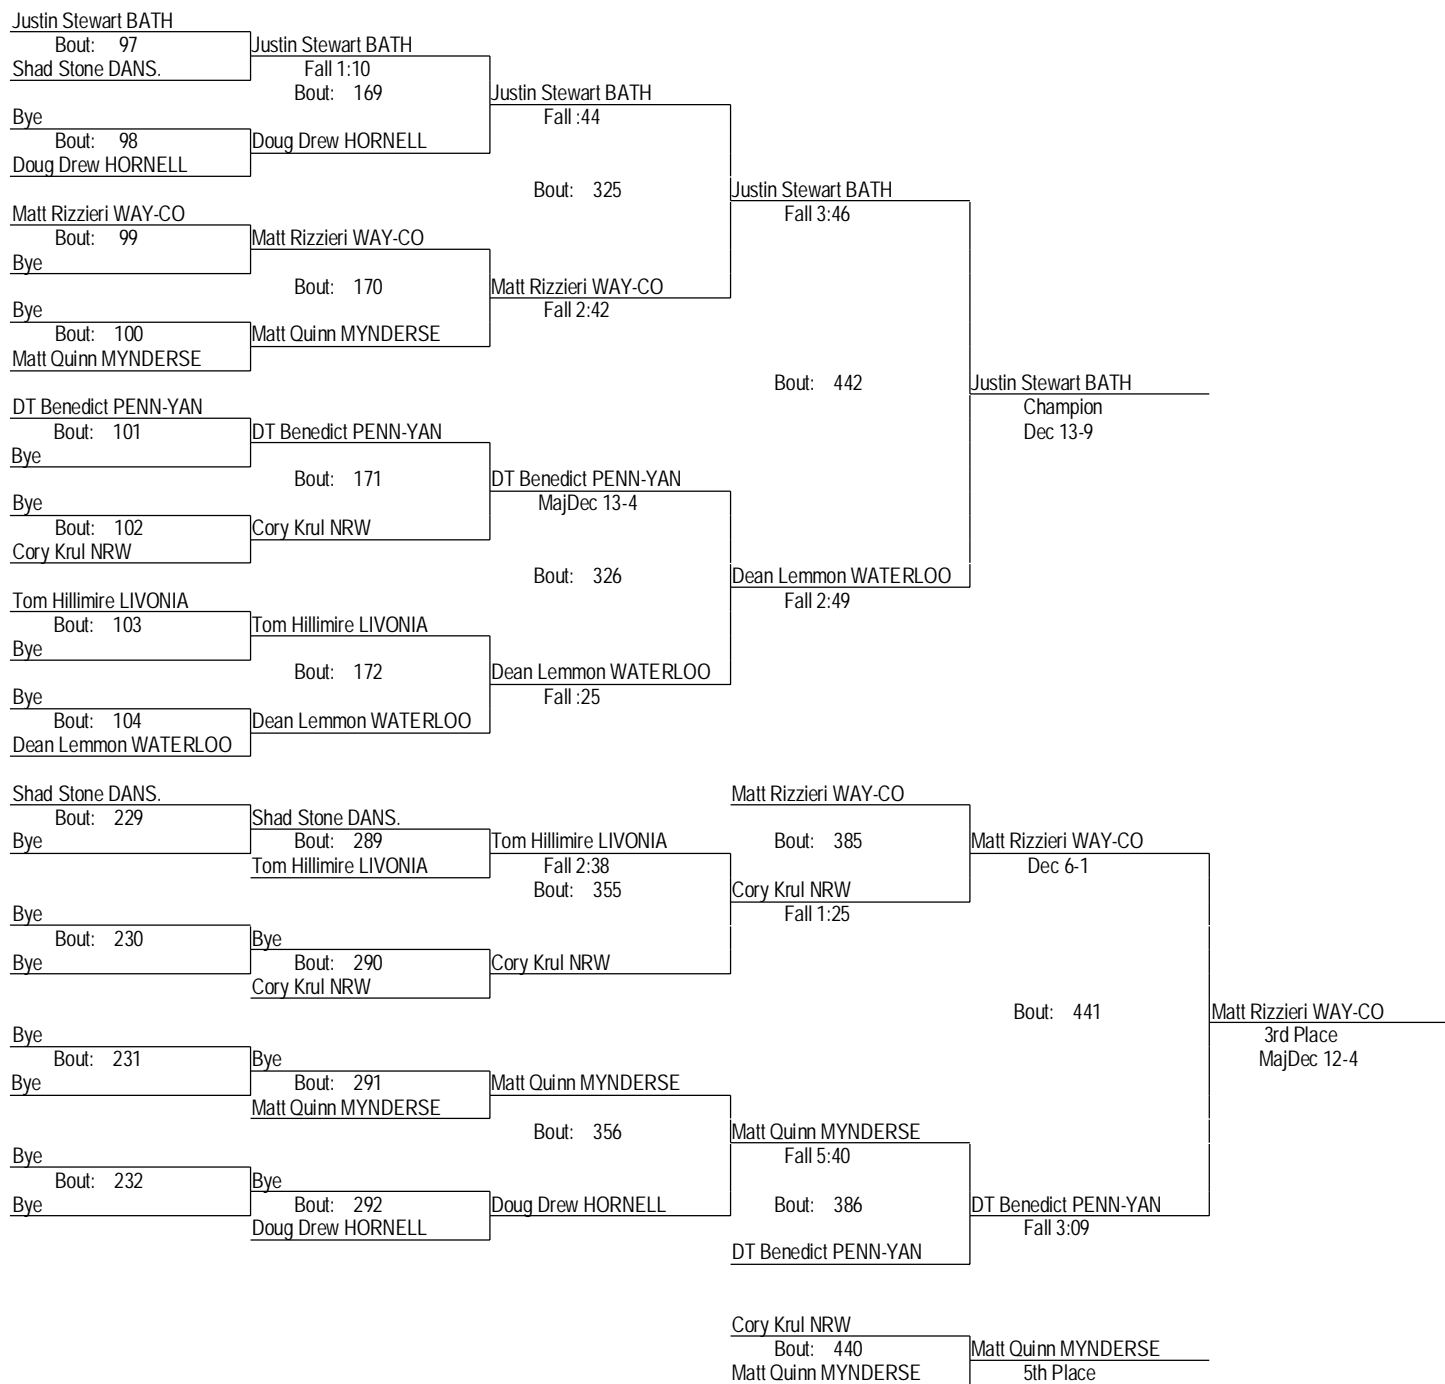 Justin Stewart BATH
Bout: 97
Justin Stewart BATH
Shad Stone DANS.
Fall 1:10
Bout: 169
Justin Stewart BATH
Bye
Fall :44
Bout: 98
Doug Drew HORNELL
Doug Drew HORNELL
Bout: 325
Justin Stewart BATH
Matt Rizzieri WAY-CO
Fall 3:46
Bout: 99
Matt Rizzieri WAY-CO
Bye
Bout: 170
Matt Rizzieri WAY-CO
Bye
Fall 2:42
Bout: 100
Matt Quinn MYNDERSE
Matt Quinn MYNDERSE
Bout: 442
Justin Stewart BATH
DT Benedict PENN-YAN
Champion
Bout: 101
DT Benedict PENN-YAN
Dec 13-9
Bye
Bout: 171
DT Benedict PENN-YAN
Bye
MajDec 13-4
Bout: 102
Cory Krul NRW
Cory Krul NRW
Bout: 326
Dean Lemmon WATERLOO
Tom Hillimire LIVONIA
Fall 2:49
Bout: 103
Tom Hillimire LIVONIA
Bye
Bout: 172
Dean Lemmon WATERLOO
Bye
Fall :25
Bout: 104
Dean Lemmon WATERLOO
Dean Lemmon WATERLOO
Shad Stone DANS.
Matt Rizzieri WAY-CO
Bout: 229
Shad Stone DANS.
Bye
Bout: 289
Tom Hillimire LIVONIA
Bout: 385
Matt Rizzieri WAY-CO
Tom Hillimire LIVONIA
Fall 2:38
Dec 6-1
Bout: 355
Cory Krul NRW
Bye
Fall 1:25
Bout: 230
Bye
Bye
Bout: 290
Cory Krul NRW
Cory Krul NRW
Bout: 441
Matt Rizzieri WAY-CO
Bye
3rd Place
Bout: 231
Bye
MajDec 12-4
Bye
Bout: 291
Matt Quinn MYNDERSE
Matt Quinn MYNDERSE
Bout: 356
Matt Quinn MYNDERSE
Bye
Fall 5:40
Bout: 232
Bye
Bye
Bout: 292
Doug Drew HORNELL
Bout: 386
DT Benedict PENN-YAN
Doug Drew HORNELL
Fall 3:09
DT Benedict PENN-YAN
Cory Krul NRW
Bout: 440
Matt Quinn MYNDERSE
Matt Quinn MYNDERSE
5th Place